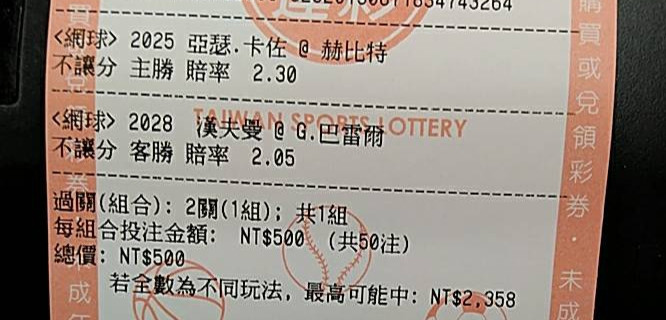 <網球> 2025 亞瑟.卡佐 @ 赫比特
不讓分 主勝 賠率 2.30
TAIWAN SPORTS LOTTERY
<網球> 2028 漢夫曼 @ G.巴雷爾
不讓分 客勝 賠率 2.05
過關(組合): 2關(1組); 共1組
每組合投注金額: NT$500 (共50注)
總價: NT$500
若全數為不同玩法, 最高可能中: NT$2,358
購買或兌領彩券・未成